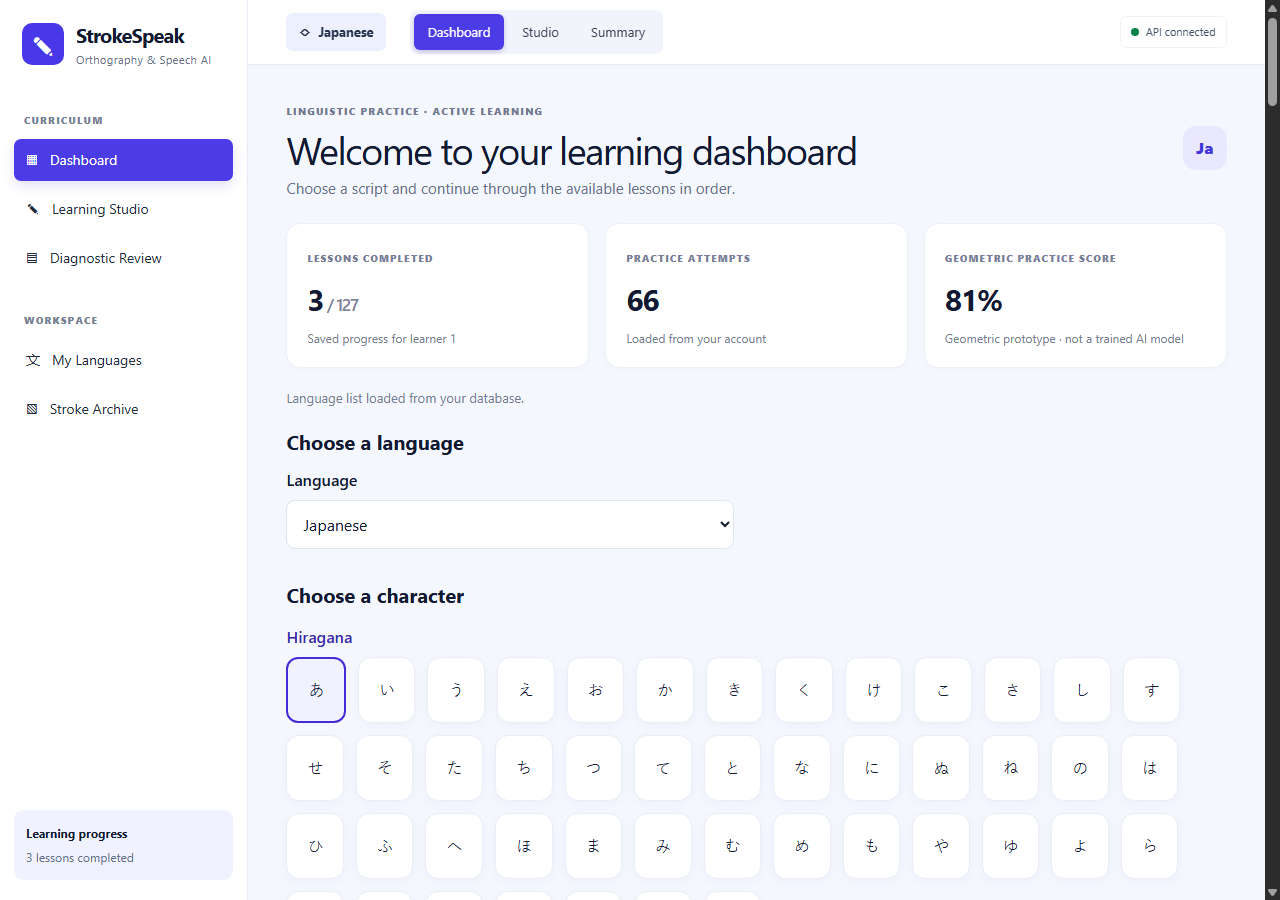 StrokeSpeak
Orthography & Speech AI
CURRICULUM
Dashboard
Learning Studio
Diagnostic Review
WORKSPACE
文 My Languages
Stroke Archive
Learning progress
3 lessons completed
Japanese
Dashboard Studio Summary
API connected
LINGUISTIC PRACTICE · ACTIVE LEARNING
Welcome to your learning dashboard
Choose a script and continue through the available lessons in order.
Ja
LESSONS COMPLETED
3 / 127
Saved progress for learner 1
PRACTICE ATTEMPTS
66
Loaded from your account
GEOMETRIC PRACTICE SCORE
81%
Geometric prototype · not a trained AI model
Language list loaded from your database.
Choose a language
Language
Japanese
Choose a character
Hiragana
あ い う え お か き く け こ さ し す
せ そ た ち つ て と な に ぬ ね の は
ひ ふ へ ほ ま み む め も や ゆ よ ら